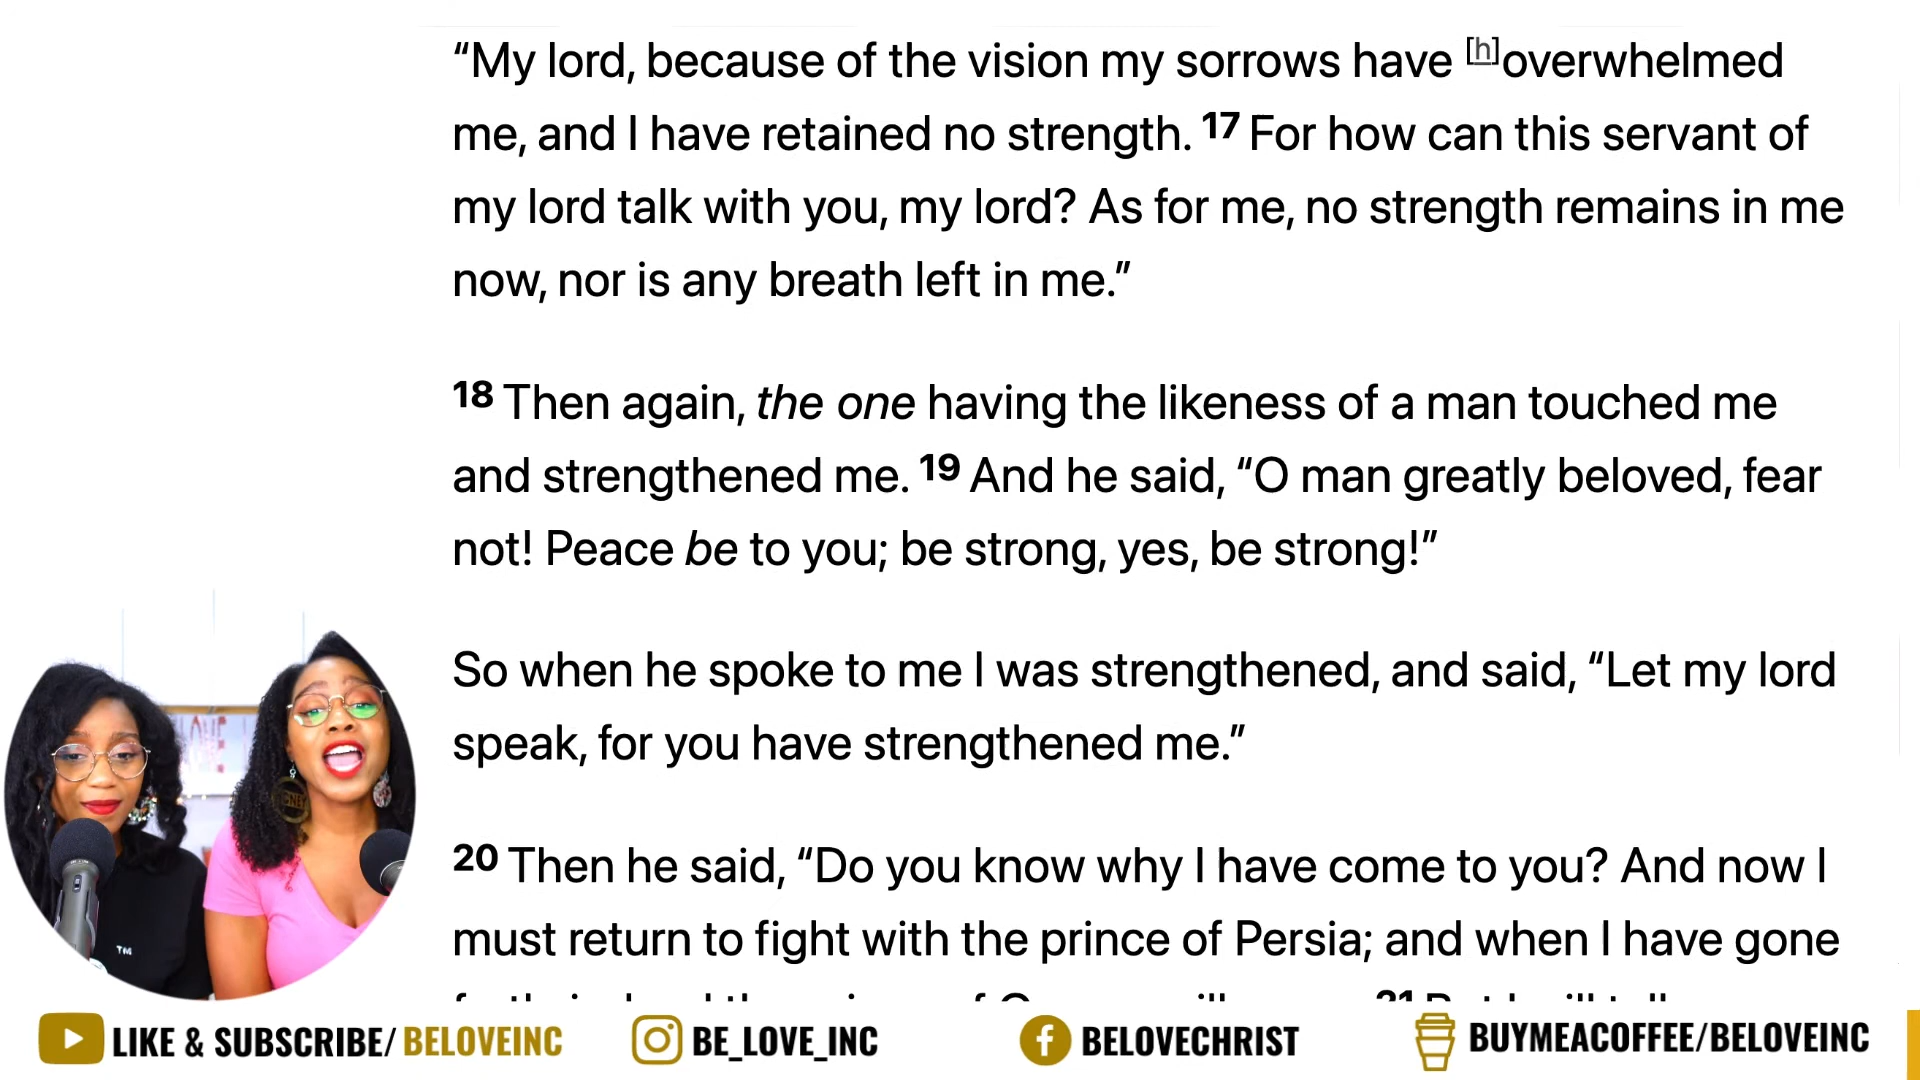 “My lord, because of the vision my sorrows have [h]overwhelmed
me, and I have retained no strength. 17 For how can this servant of
my lord talk with you, my lord? As for me, no strength remains in me
now, nor is any breath left in me.”
18 Then again, the one having the likeness of a man touched me
and strengthened me. 19 And he said, “O man greatly beloved, fear
not! Peace be to you; be strong, yes, be strong!”
So when he spoke to me I was strengthened, and said, “Let my lord
speak, for you have strengthened me.”
20 Then he said, “Do you know why I have come to you? And now I
must return to fight with the prince of Persia; and when I have gone
TM
LIKE & SUBSCRIBE/ BELOVEINC
BE_LOVE_INC
BELOVECHRIST
BUYMEACOFFEE/BELOVEINC